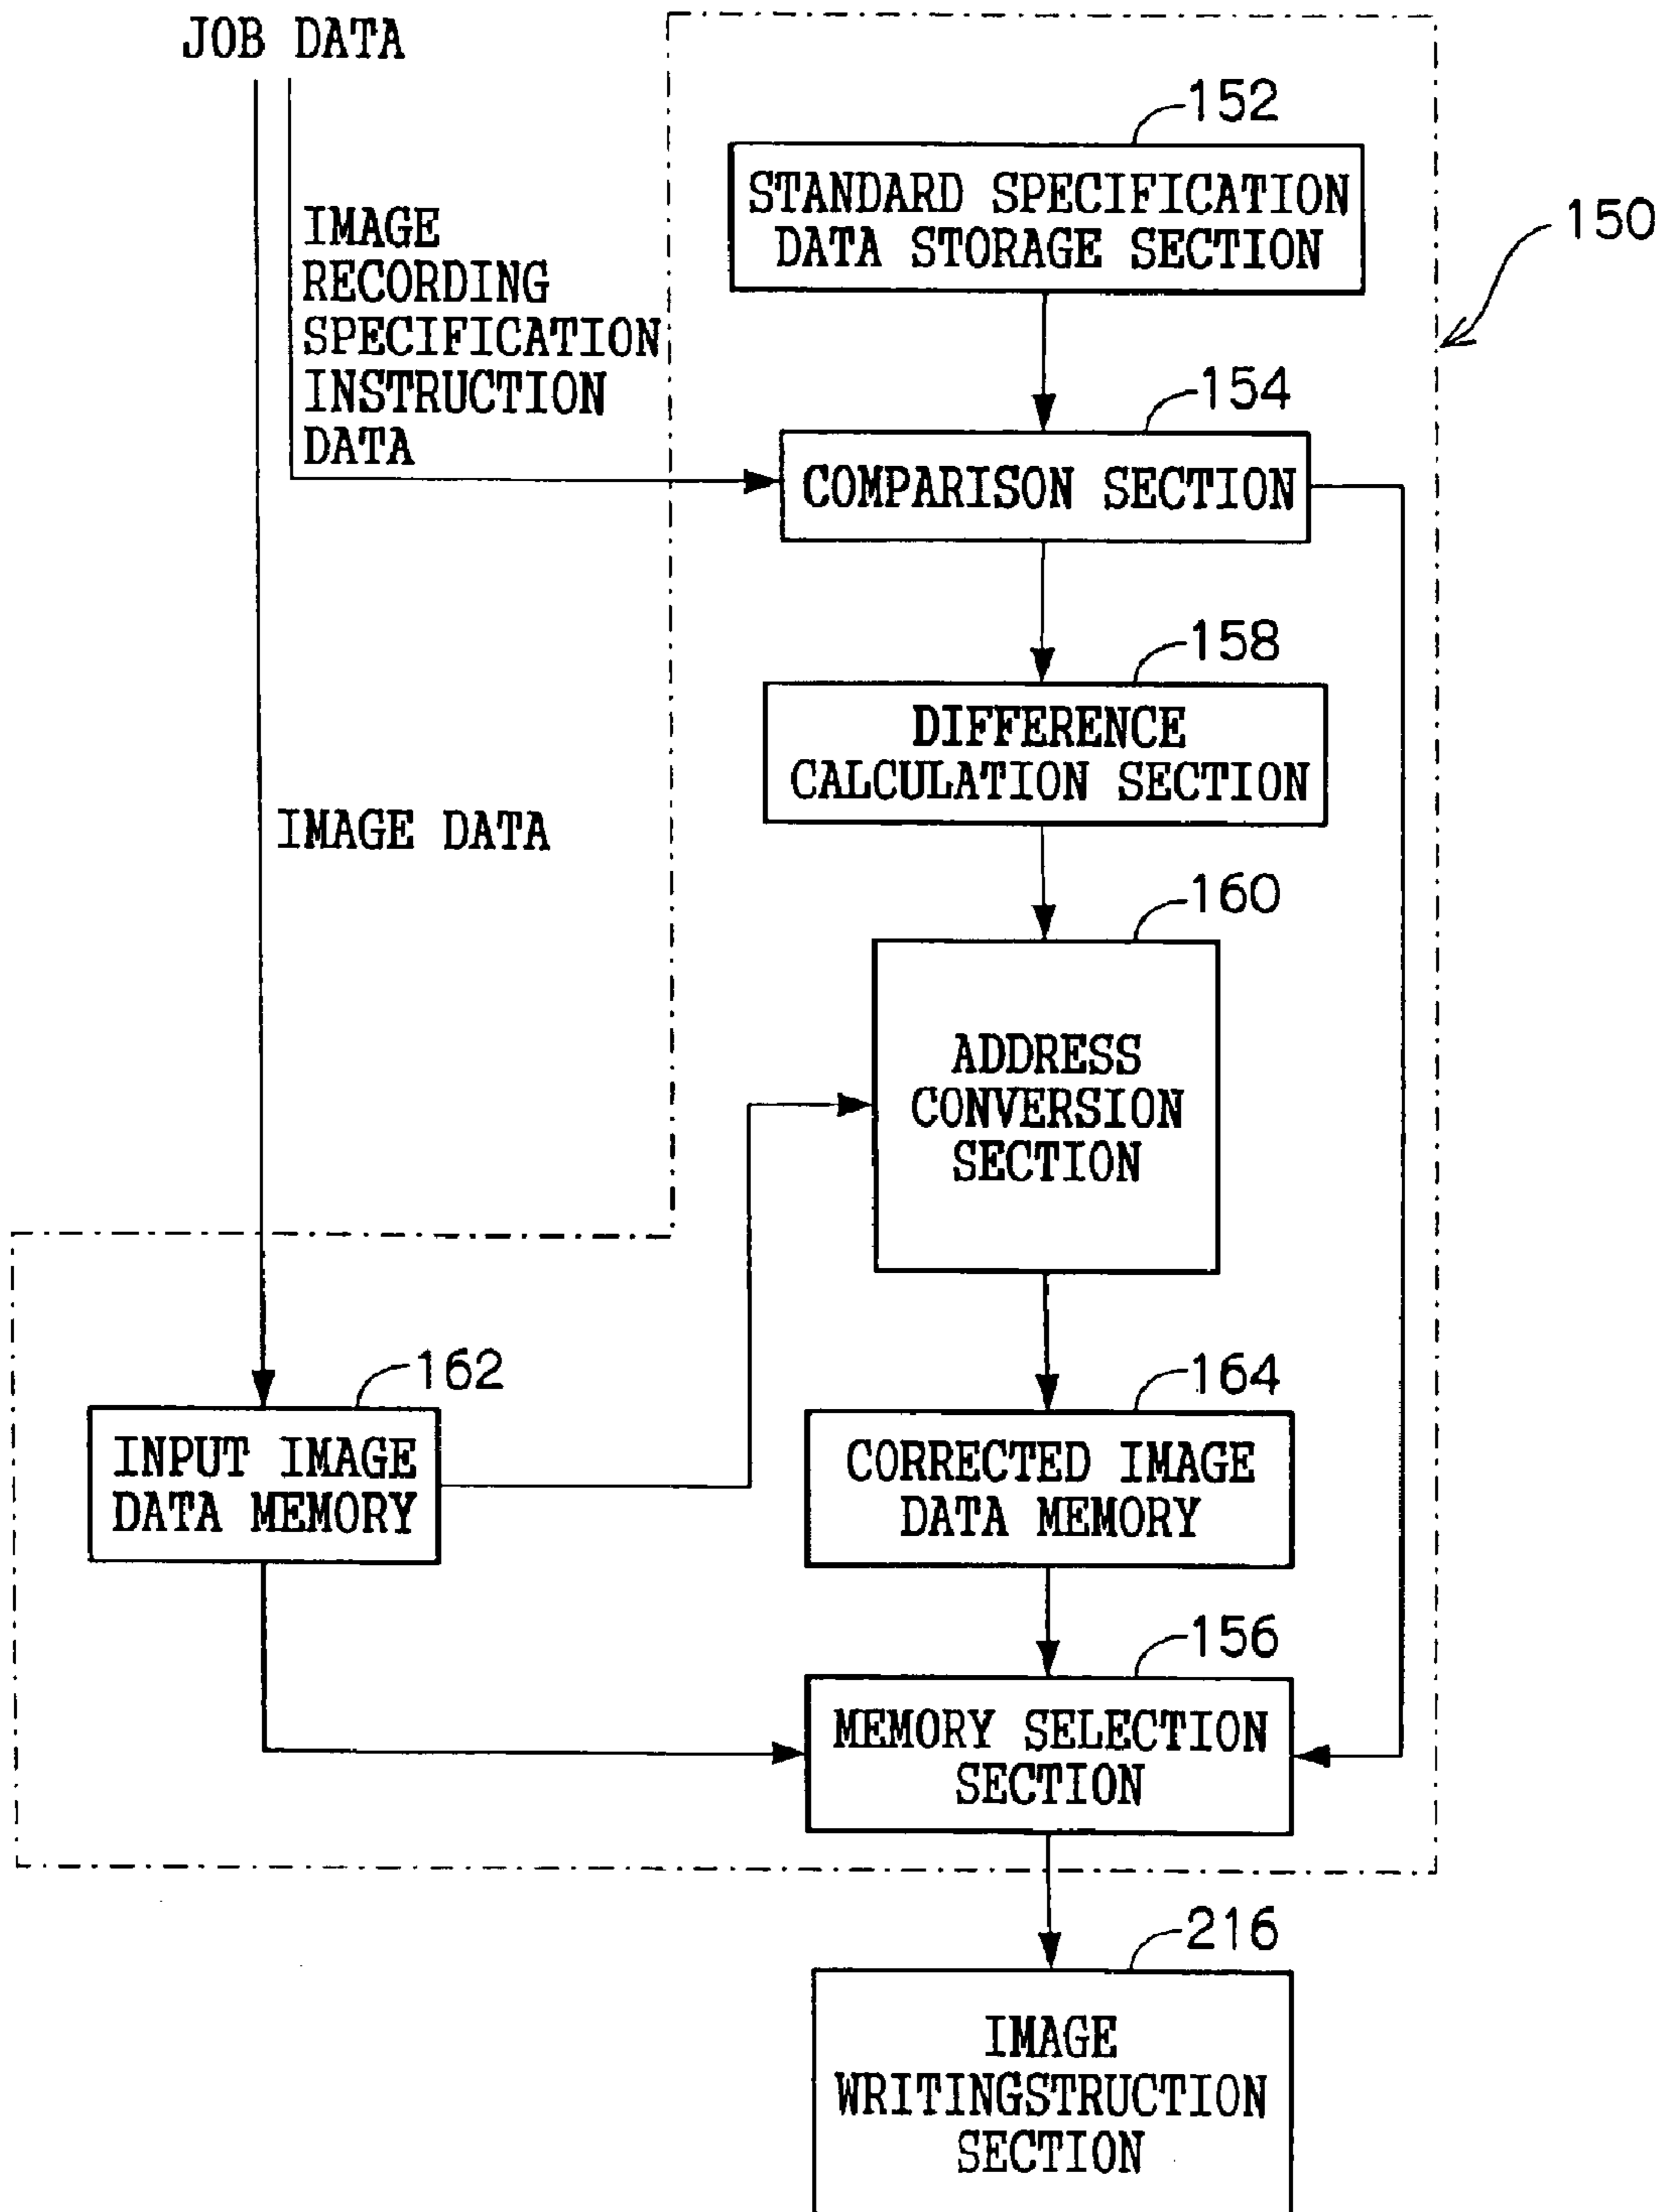 JOB DATA
152
STANDARD SPECIFICATION
DATA STORAGE SECTION
150
IMAGE
RECORDING
SPECIFICATION
INSTRUCTION
DATA
154
COMPARISON SECTION
158
DIFFERENCE
CALCULATION SECTION
IMAGE DATA
160
ADDRESS
CONVERSION
SECTION
162
INPUT IMAGE
DATA MEMORY
164
CORRECTED IMAGE
DATA MEMORY
156
MEMORY SELECTION
SECTION
216
IMAGE
WRITINGSTRUCTION
SECTION